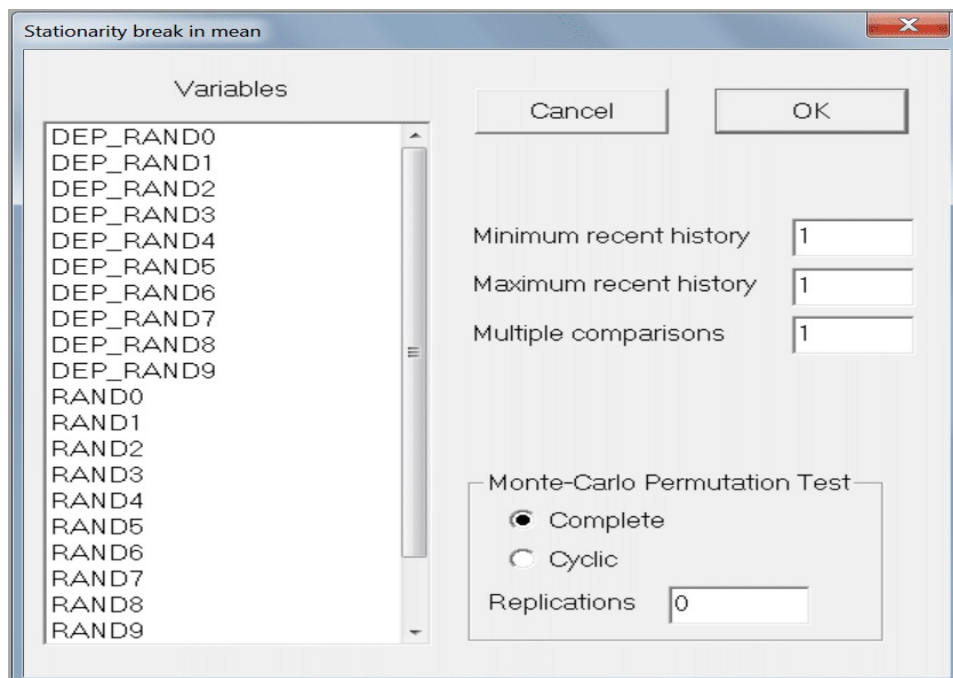 Stationarity break in mean
Variables
DEP_RAND0
DEP_RAND1
DEP_RAND2
DEP_RAND3
DEP_RAND4
DEP_RAND5
DEP_RAND6
DEP_RAND7
DEP_RAND8
DEP_RAND9
RAND0
RAND1
RAND2
RAND3
RAND4
RAND5
RAND6
RAND7
RAND8
RAND9
Cancel
OK
Minimum recent history 1
Maximum recent history 1
Multiple comparisons 1
Monte-Carlo Permutation Test
Complete
Cyclic
Replications 0